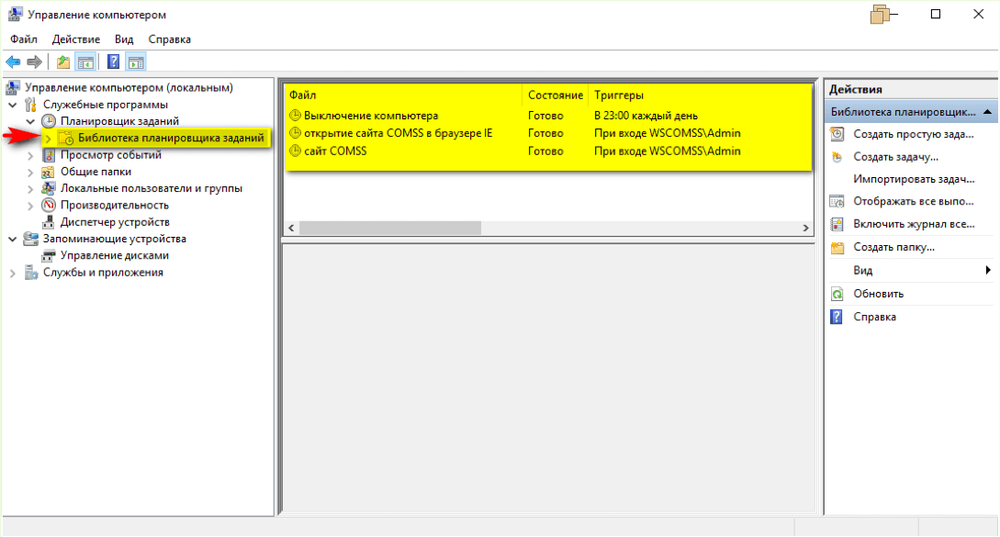 Управление компьютером
Файл Действие Вид Справка
Управление компьютером (локальным)
Служебные программы
Планировщик заданий
Библиотека планировщика заданий
Просмотр событий
Общие папки
Локальные пользователи и группы
Производительность
Диспетчер устройств
Запоминающие устройства
Управление дисками
Службы и приложения
Файл Состояние Триггеры
Выключение компьютера Готово В 23:00 каждый день
открытие сайта COMSS в браузере IE Готово При входе WSCOMSS\Admin
сайт COMSS Готово При входе WSCOMSS\Admin
Действия
Библиотека планировщик...
Создать простую зада...
Создать задачу...
Импортировать задач...
Отображать все выпо...
Включить журнал все...
Создать папку...
Вид
Обновить
Справка